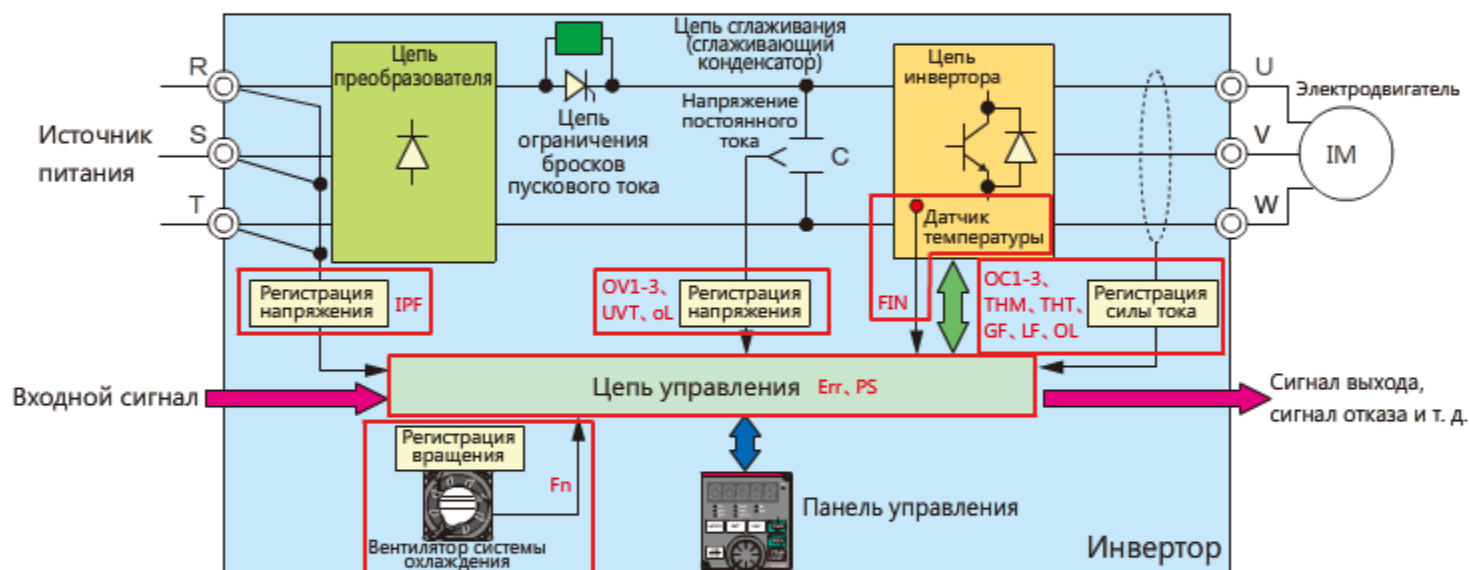 Цепь сглаживания
(сглаживающий
конденсатор)
Цепь
преобразователя
Цепь
инвертора
R
U
Электродвигатель
Напряжение
постоянного
тока
Цепь
ограничения
бросков
пускового тока
Источник
питания
S
C
V
IM
T
W
Датчик
температуры
Регистрация
напряжения
IPF
OV1-3、
UVT、oL
Регистрация
напряжения
FIN
OC1-3、
THM、THT、
GF、LF、OL
Регистрация
силы тока
Входной сигнал
Цепь управления
Err、PS
Сигнал выхода,
сигнал отказа и т. д.
Регистрация
вращения
Fn
Вентилятор системы
охлаждения
Панель управления
Инвертор